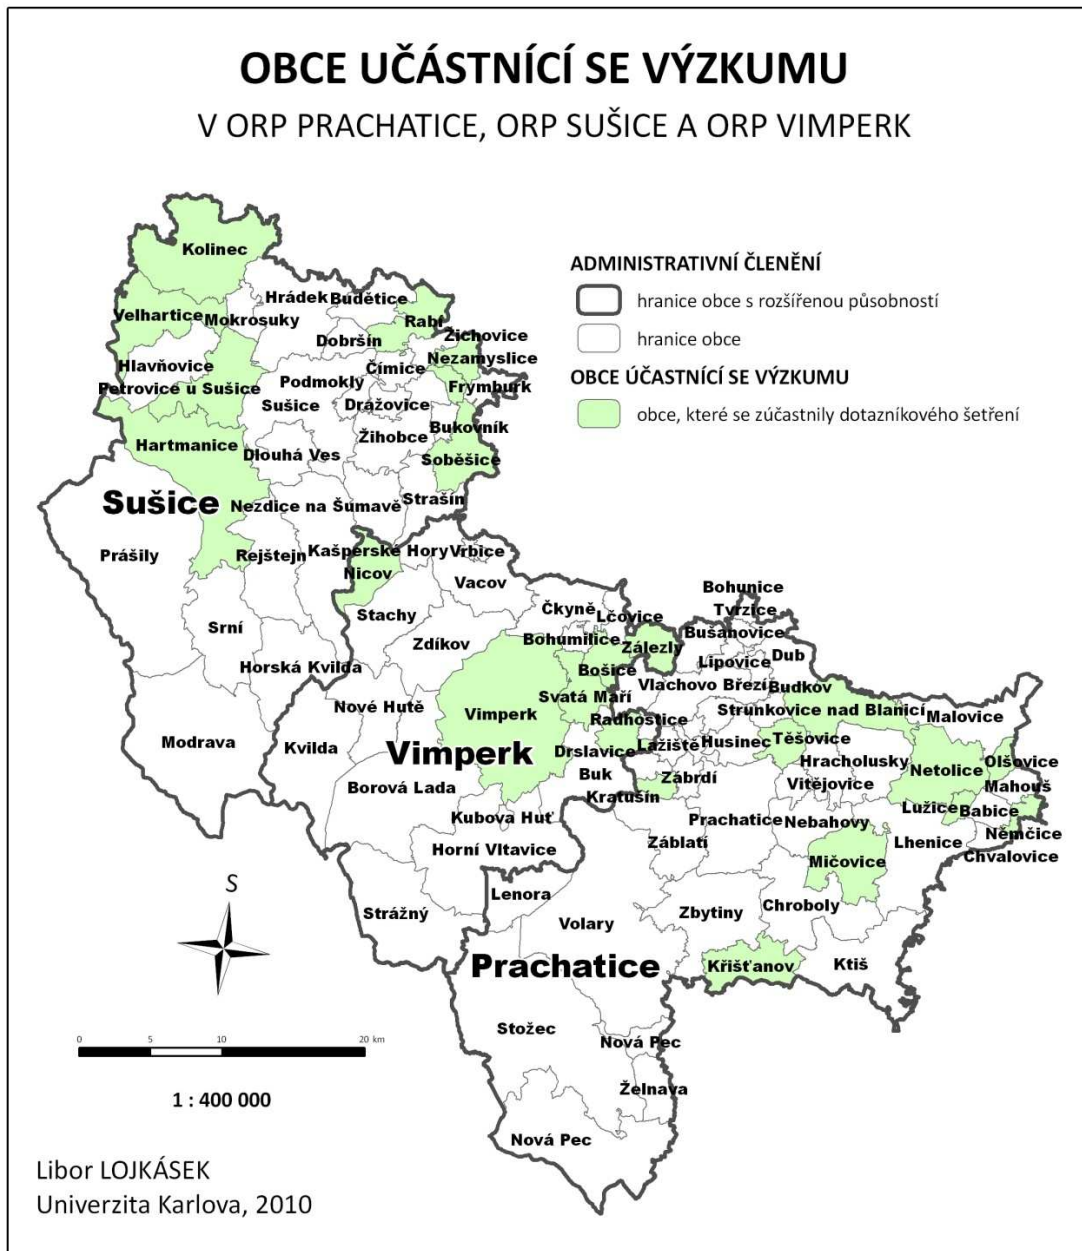 OBCE UČÁSTNÍCÍ SE VÝZKUMU
V ORP PRACHATICE, ORP SUŠICE A ORP VIMPERK
ADMINISTRATIVNÍ ČLENĚNÍ
hranice obce s rozšířenou působností
hranice obce
OBCE ÚČASTNÍCÍ SE VÝZKUMU
obce, které se zúčastnily dotazníkového šetření
Kolinec
Hrádek
Budětice
Velhartice
Mokrosuky
Rabí
Dobršín
Žichovice
Nezamyslice
Hlavňovice
Čímice
Podmokly
Petrovice u Sušice
Frymburk
Sušice
Dražovice
Bukovník
Hartmanice
Žihobce
Dlouhá Ves
Soběšice
Sušice
Nezdice na Šumavě
Strašín
Prášily
Rejštejn
Kašperské Hory
Vrbice
Nicov
Vacov
Bohunice
Stachy
Čkyně
Lčovice
Tvrzice
Srní
Zdíkov
Bohumilice
Zálezly
Bušanovice
Lipovice
Dub
Horská Kvilda
Bošice
Vlachovo Březí
Budkov
Svatá Maří
Nové Hutě
Vimperk
Radhostice
Strunkovice nad Blanicí
Malovice
Modrava
Kvilda
Vimperk
Drslavice
Lažiště
Husinec
Těšovice
Hracholusky
Netolice
Olšovice
Borová Lada
Buk
Zábrdí
Vitějovice
Mahouš
Kratušín
Kubova Huť
Prachatice
Nebahovy
Lužice
Babice
Horní Vltavice
Záblatí
Lhenice
Němčice
Mičovice
Chvalovice
Lenora
Strážný
Volary
Zbytiny
Chroboly
Prachatice
Křišťanov
Ktiš
Stožec
Nová Pec
Želnava
Nová Pec
S
0 5 10 20 km
1 : 400 000
Libor LOJKÁSEK
Univerzita Karlova, 2010